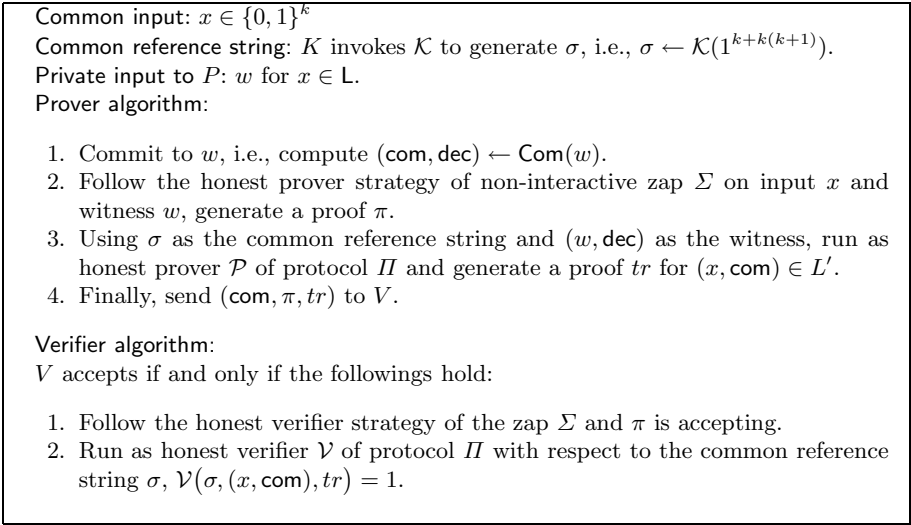 Common input: x ∈ {0, 1}^k
Common reference string: K invokes 𝒦 to generate σ, i.e., σ ← 𝒦(1^{k+k(k+1)}).
Private input to P: w for x ∈ L.
Prover algorithm:
1. Commit to w, i.e., compute (com, dec) ← Com(w).
2. Follow the honest prover strategy of non-interactive zap Σ on input x and
witness w, generate a proof π.
3. Using σ as the common reference string and (w, dec) as the witness, run as
honest prover 𝒫 of protocol Π and generate a proof tr for (x, com) ∈ L′.
4. Finally, send (com, π, tr) to V.
Verifier algorithm:
V accepts if and only if the followings hold:
1. Follow the honest verifier strategy of the zap Σ and π is accepting.
2. Run as honest verifier 𝒱 of protocol Π with respect to the common reference
string σ, 𝒱(σ, (x, com), tr) = 1.